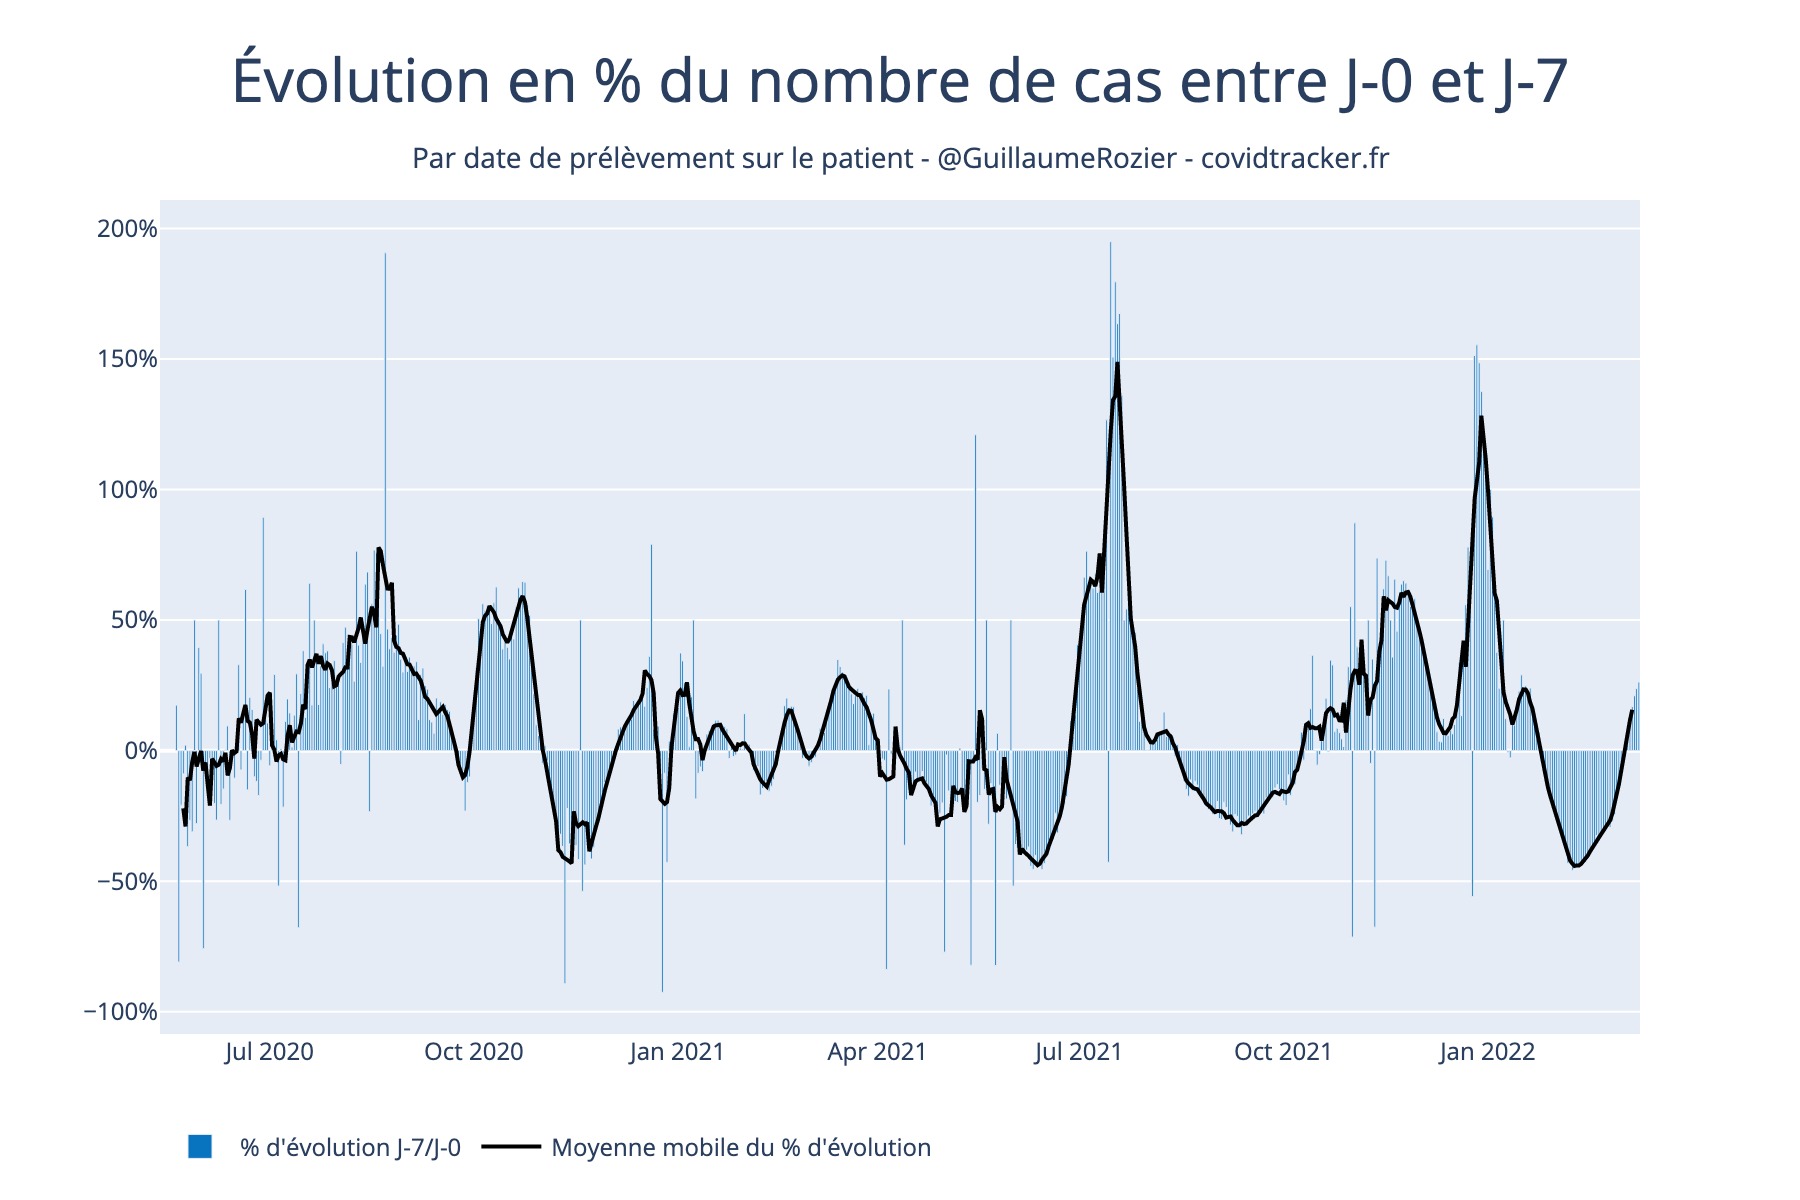 Évolution en % du nombre de cas entre J-0 et J-7
Par date de prélèvement sur le patient - @GuillaumeRozier - covidtracker.fr
200%
150%
100%
50%
0%
−50%
−100%
Jul 2020 Oct 2020 Jan 2021 Apr 2021 Jul 2021 Oct 2021 Jan 2022
% d'évolution J-7/J-0 Moyenne mobile du % d'évolution